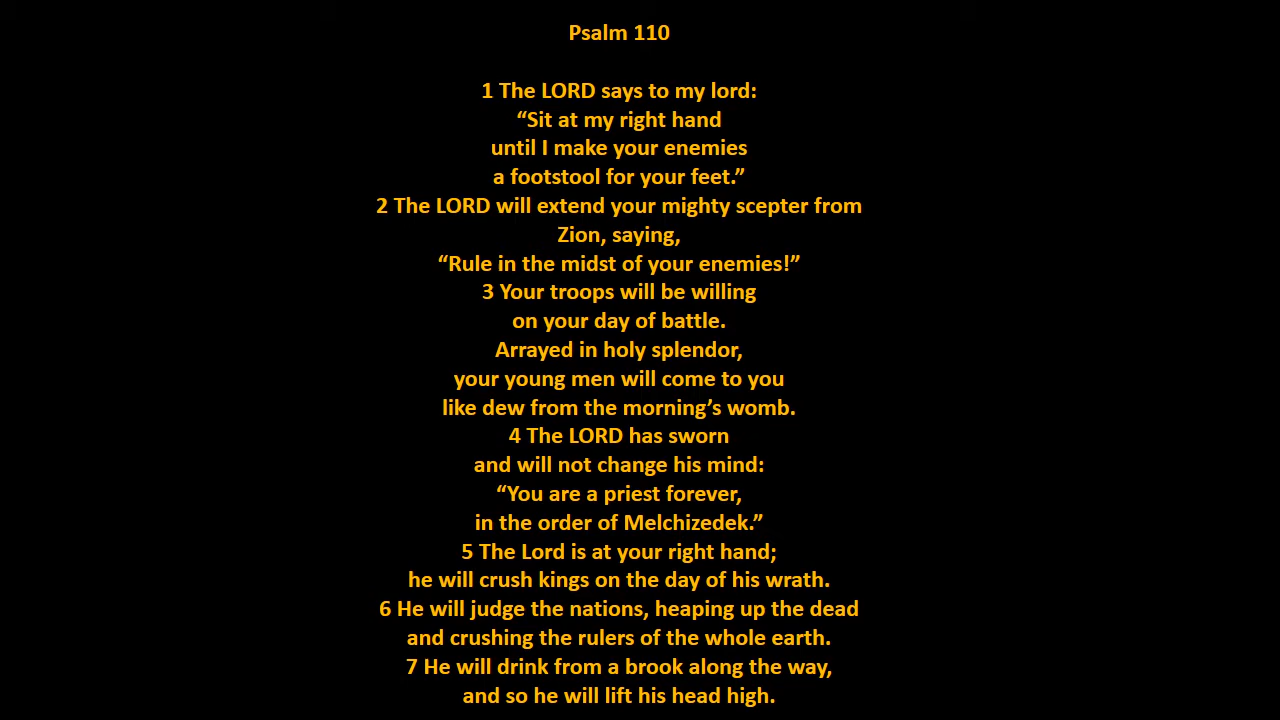 Psalm 110
1 The LORD says to my lord:
“Sit at my right hand
until I make your enemies
a footstool for your feet.”
2 The LORD will extend your mighty scepter from
Zion, saying,
“Rule in the midst of your enemies!”
3 Your troops will be willing
on your day of battle.
Arrayed in holy splendor,
your young men will come to you
like dew from the morning’s womb.
4 The LORD has sworn
and will not change his mind:
“You are a priest forever,
in the order of Melchizedek.”
5 The Lord is at your right hand;
he will crush kings on the day of his wrath.
6 He will judge the nations, heaping up the dead
and crushing the rulers of the whole earth.
7 He will drink from a brook along the way,
and so he will lift his head high.